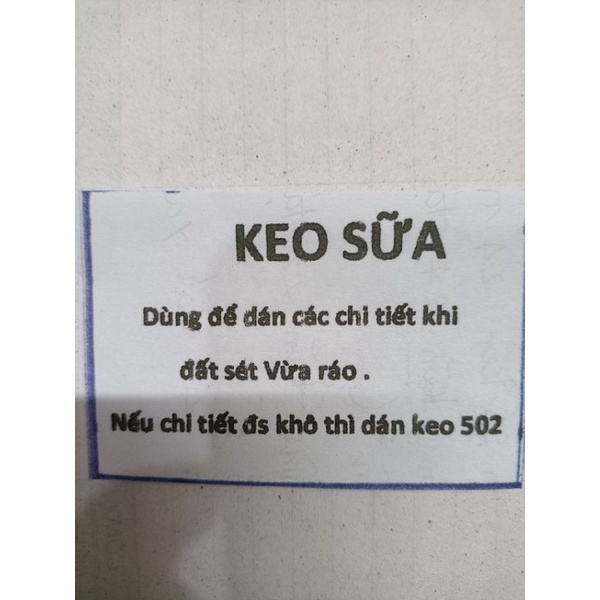 KEO SỮA
Dùng để dán các chi tiết khi
đất sét Vừa ráo .
Nếu chi tiết đs khô thì dán keo 502